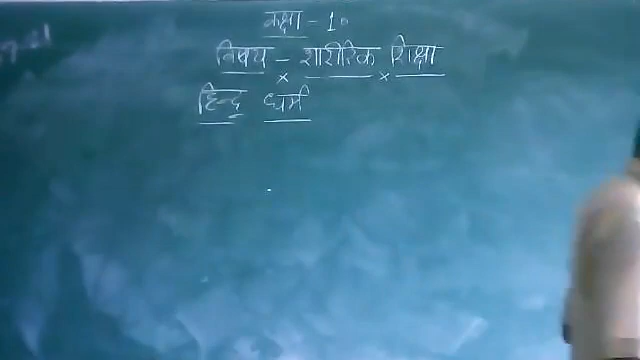 कक्षा - 10
विषय - शारीरिक शिक्षा
× ×
हिन्दू धर्म